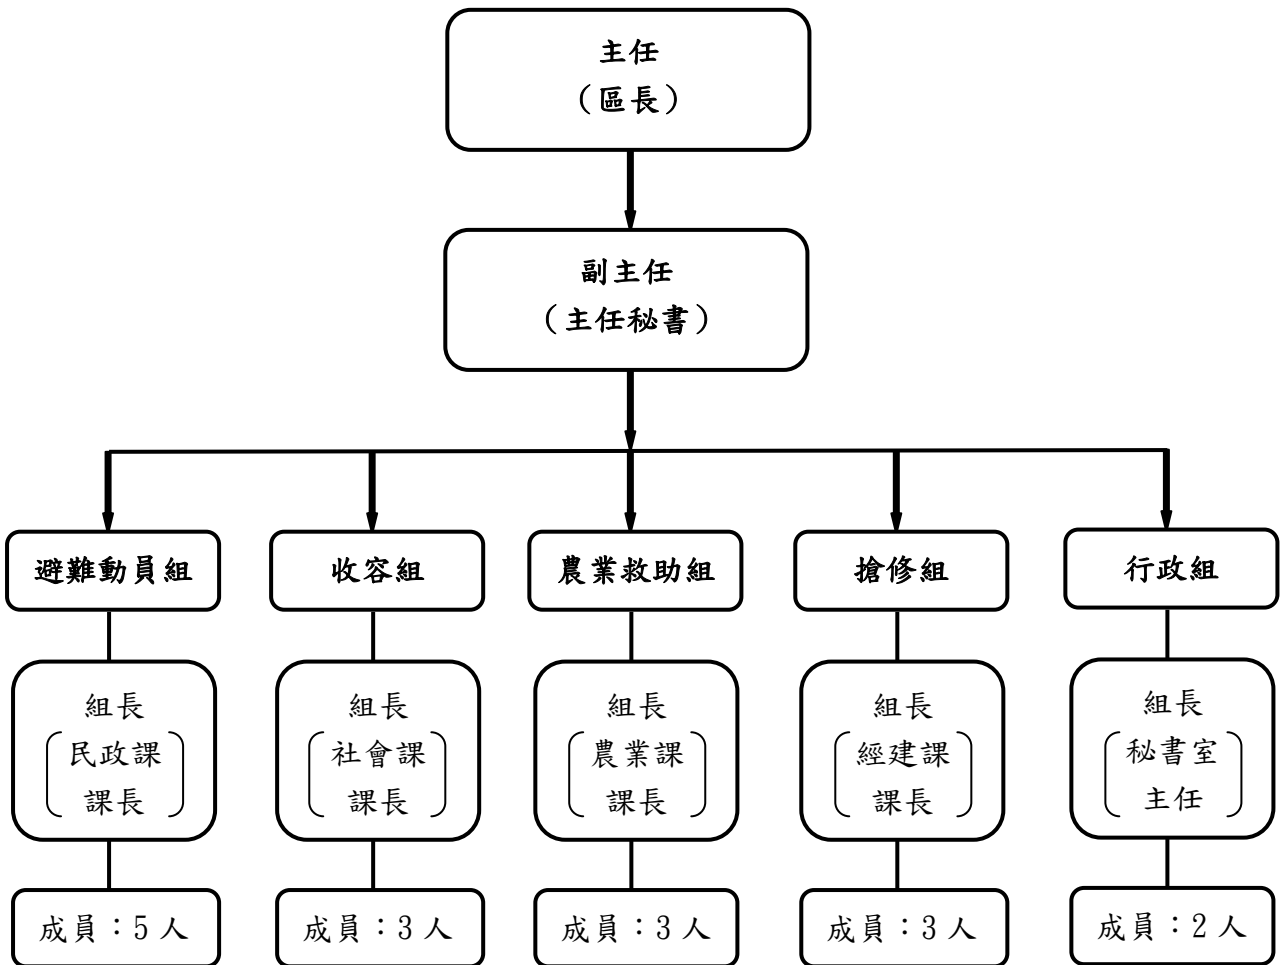 主任
（區長）
副主任
（主任秘書）
避難動員組
收容組
農業救助組
搶修組
行政組
組長
民政課
課長
組長
社會課
課長
組長
農業課
課長
組長
經建課
課長
組長
秘書室
主任
成員：5人
成員：3人
成員：3人
成員：3人
成員：2人